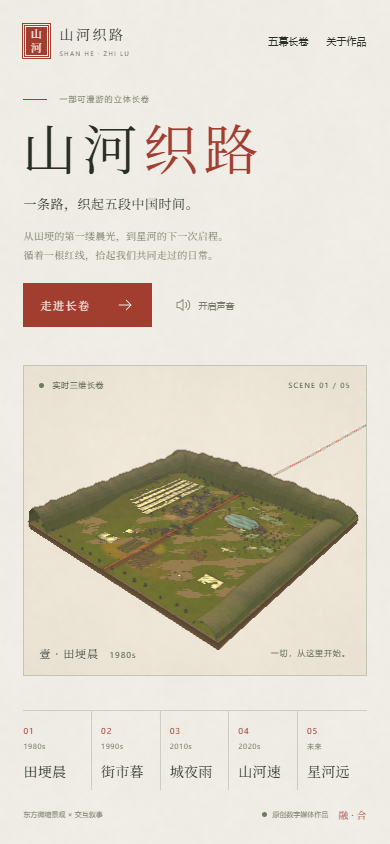 山河
山河织路
SHAN HE · ZHI LU
五幕长卷 关于作品
一部可漫游的立体长卷
山河织路
一条路，织起五段中国时间。
从田埂的第一缕晨光，到星河的下一次启程。
循着一根红线，拾起我们共同走过的日常。
走进长卷 →
开启声音
实时三维长卷 SCENE 01 / 05
壹 · 田埂晨 1980s 一切，从这里开始。
01 02 03 04 05
1980s 1990s 2010s 2020s 未来
田埂晨 街市暮 城夜雨 山河速 星河远
东方微地景观 × 交互叙事 原创数字媒体作品 融 · 合